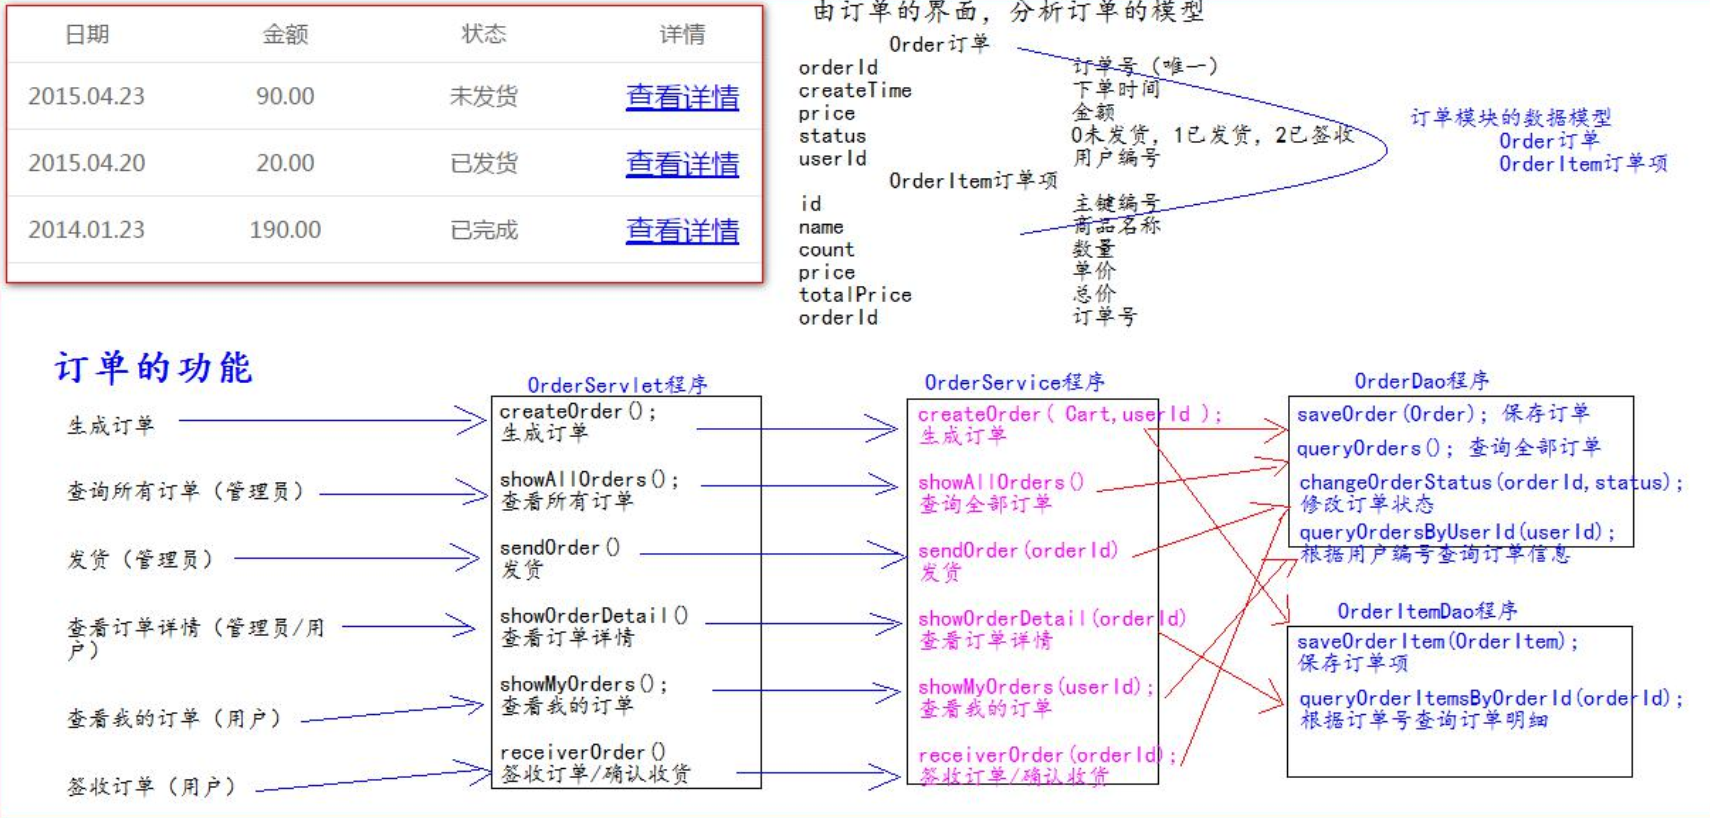 日期 金额 状态 详情
2015.04.23 90.00 未发货 查看详情
2015.04.20 20.00 已发货 查看详情
2014.01.23 190.00 已完成 查看详情
由订单的界面，分析订单的模型
Order订单
orderId 订单号（唯一）
createTime 下单时间
price 金额
status 0未发货，1已发货，2已签收
userId 用户编号
OrderItem订单项
id 主键编号
name 商品名称
count 数量
price 单价
totalPrice 总价
orderId 订单号
订单模块的数据模型
Order订单
OrderItem订单项
订单的功能
生成订单
查询所有订单（管理员）
发货（管理员）
查看订单详情（管理员/用
户）
查看我的订单（用户）
签收订单（用户）
OrderServlet程序
createOrder();
生成订单
showAllOrders();
查看所有订单
sendOrder()
发货
showOrderDetail()
查看订单详情
showMyOrders();
查看我的订单
receiverOrder()
签收订单/确认收货
OrderService程序
createOrder( Cart,userId );
生成订单
showAllOrders()
查询全部订单
sendOrder(orderId)
发货
showOrderDetail(orderId)
查看订单详情
showMyOrders(userId);
查看我的订单
receiverOrder(orderId);
签收订单/确认收货
OrderDao程序
saveOrder(Order); 保存订单
queryOrders(); 查询全部订单
changeOrderStatus(orderId,status);
修改订单状态
queryOrdersByUserId(userId);
根据用户编号查询订单信息
OrderItemDao程序
saveOrderItem(OrderItem);
保存订单项
queryOrderItemsByOrderId(orderId);
根据订单号查询订单明细